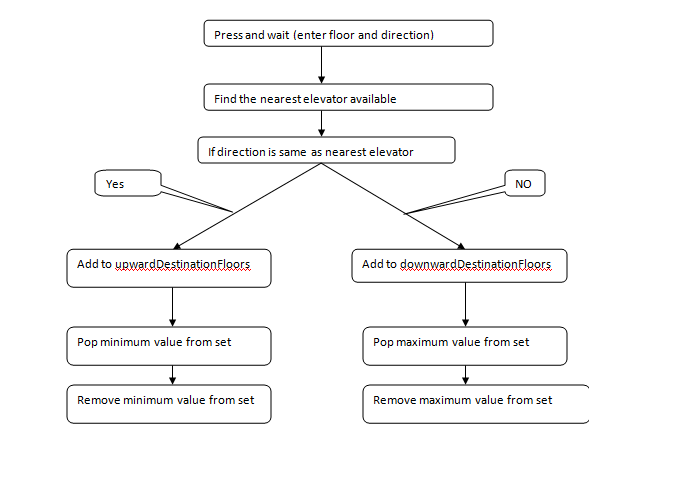 Press and wait (enter floor and direction)
Find the nearest elevator available
If direction is same as nearest elevator
Yes
NO
Add to upwardDestinationFloors
Add to downwardDestinationFloors
Pop minimum value from set
Pop maximum value from set
Remove minimum value from set
Remove maximum value from set